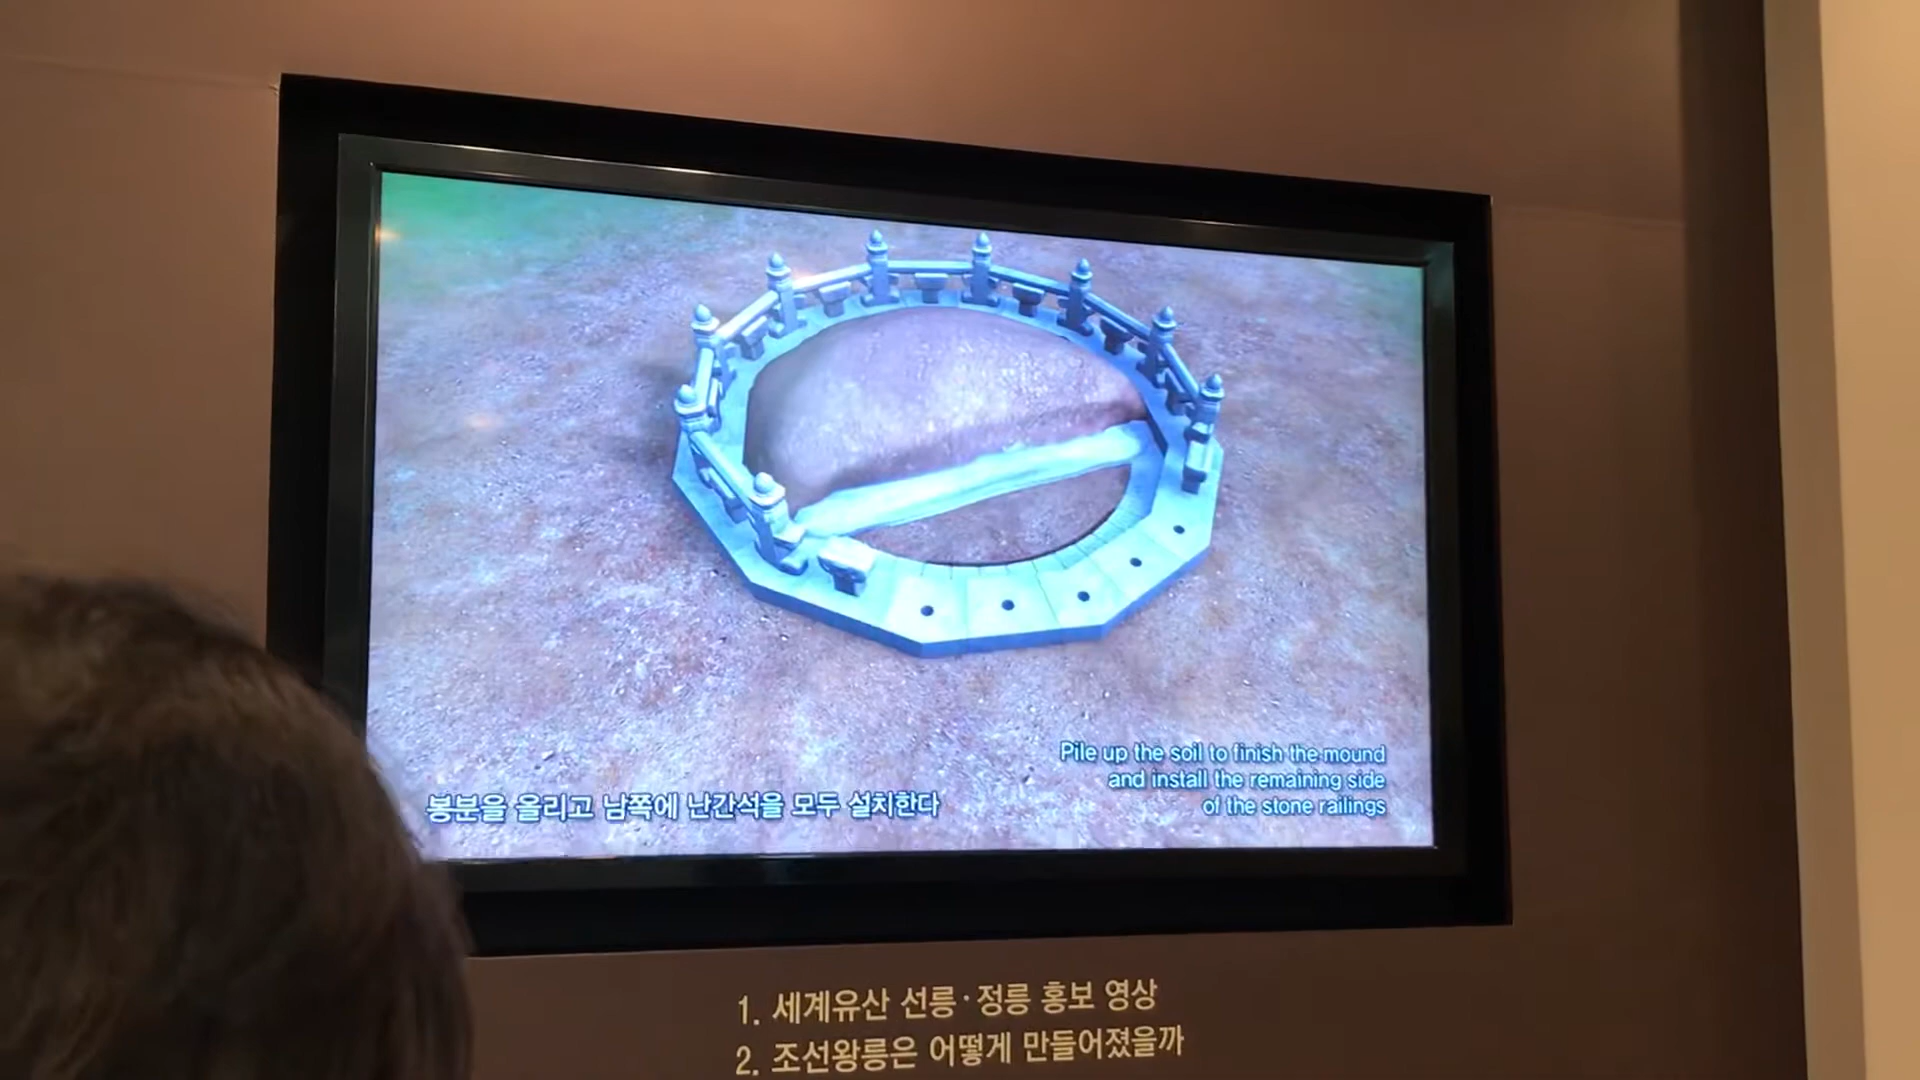 Pile up the soil to finish the mound
and install the remaining side
of the stone railings
봉분을 올리고 남쪽에 난간석을 모두 설치한다
1. 세계유산 선릉·정릉 홍보 영상
2. 조선왕릉은 어떻게 만들어졌을까